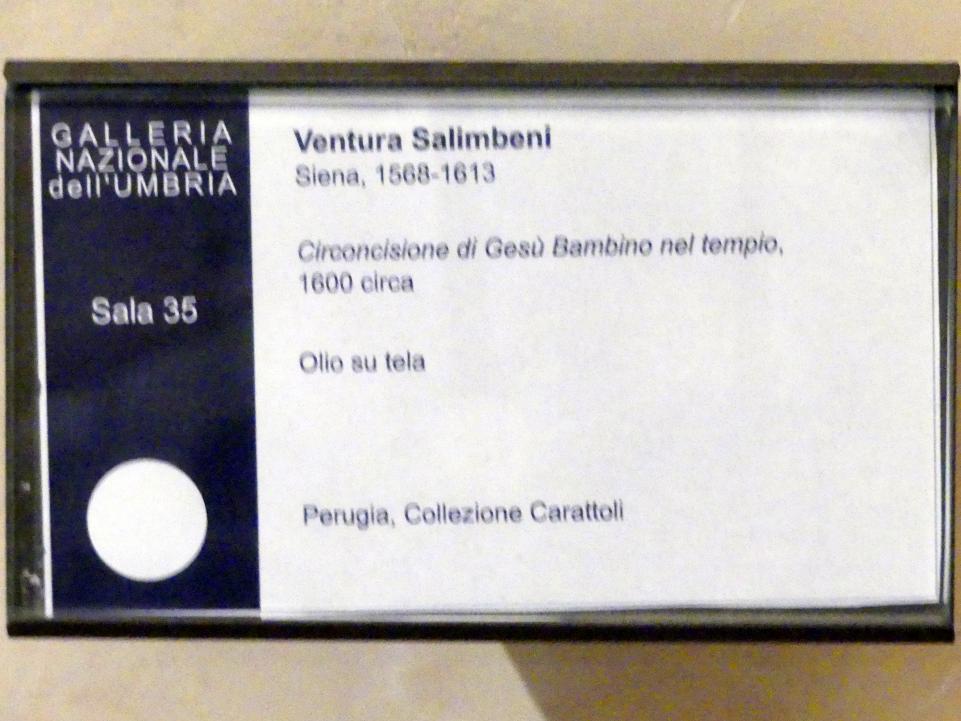 GALLERIA
NAZIONALE
dell'UMBRIA
Sala 35
Ventura Salimbeni
Siena, 1568-1613
Circoncisione di Gesù Bambino nel tempio,
1600 circa
Olio su tela
Perugia, Collezione Carattoli